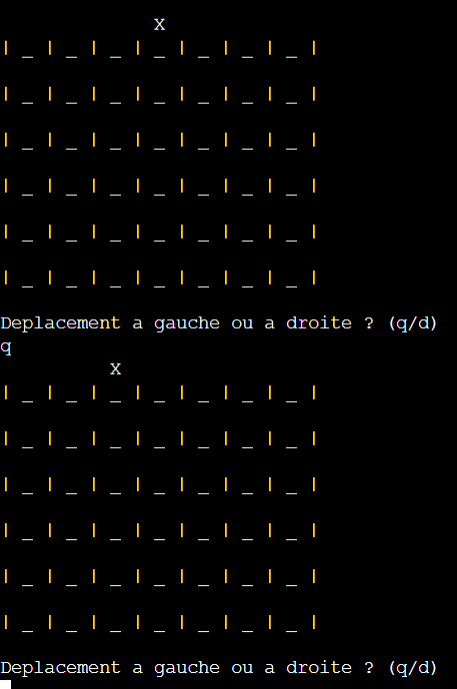 X
| _ | _ | _ | _ | _ | _ | _ |
| _ | _ | _ | _ | _ | _ | _ |
| _ | _ | _ | _ | _ | _ | _ |
| _ | _ | _ | _ | _ | _ | _ |
| _ | _ | _ | _ | _ | _ | _ |
| _ | _ | _ | _ | _ | _ | _ |
Deplacement a gauche ou a droite ? (q/d)
q
X
| _ | _ | _ | _ | _ | _ | _ |
| _ | _ | _ | _ | _ | _ | _ |
| _ | _ | _ | _ | _ | _ | _ |
| _ | _ | _ | _ | _ | _ | _ |
| _ | _ | _ | _ | _ | _ | _ |
| _ | _ | _ | _ | _ | _ | _ |
Deplacement a gauche ou a droite ? (q/d)